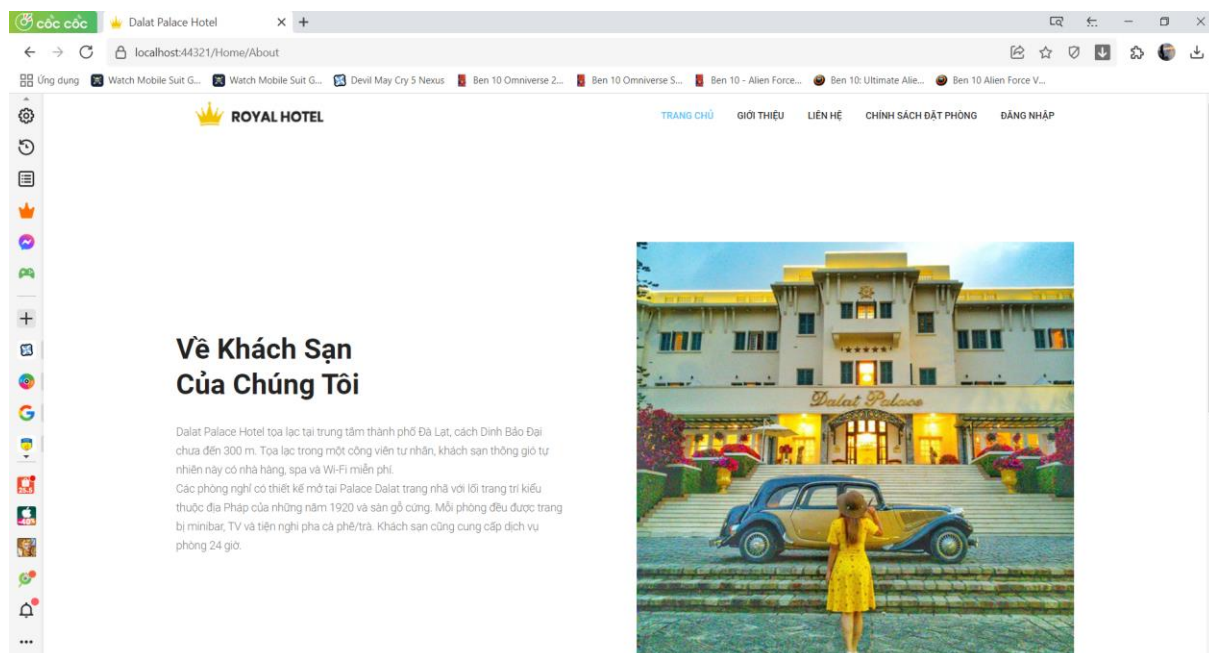 cốc cốc
Dalat Palace Hotel
localhost:44321/Home/About
Ứng dụng
Watch Mobile Suit G...
Watch Mobile Suit G...
Devil May Cry 5 Nexus
Ben 10 Omniverse 2...
Ben 10 Omniverse S...
Ben 10 - Alien Force...
Ben 10: Ultimate Alie...
Ben 10 Alien Force V...
ROYAL HOTEL
TRANG CHỦ
GIỚI THIỆU
LIÊN HỆ
CHÍNH SÁCH ĐẶT PHÒNG
ĐĂNG NHẬP
Về Khách Sạn
Của Chúng Tôi
Dalat Palace Hotel tọa lạc tại trung tâm thành phố Đà Lạt, cách Dinh Bảo Đại
chưa đến 300 m. Tọa lạc trong một công viên tư nhân, khách sạn thông gió tự
nhiên này có nhà hàng, spa và Wi-Fi miễn phí.
Các phòng nghỉ có thiết kế mở tại Palace Dalat trang nhã với lối trang trí kiểu
thuộc địa Pháp của những năm 1920 và sàn gỗ cứng. Mỗi phòng đều được trang
bị minibar, TV và tiện nghi pha cà phê/trà. Khách sạn cũng cung cấp dịch vụ
phòng 24 giờ.
Dalat Palace
25.5
-40%